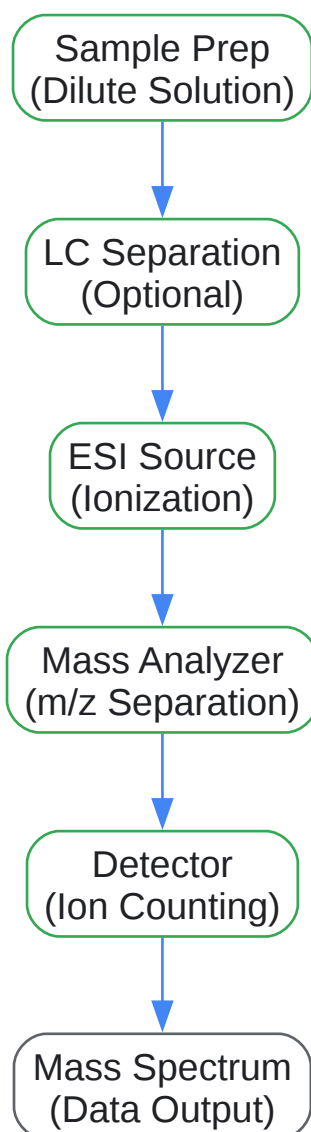 Sample Prep
(Dilute Solution)
LC Separation
(Optional)
ESI Source
(Ionization)
Mass Analyzer
(m/z Separation)
Detector
(Ion Counting)
Mass Spectrum
(Data Output)